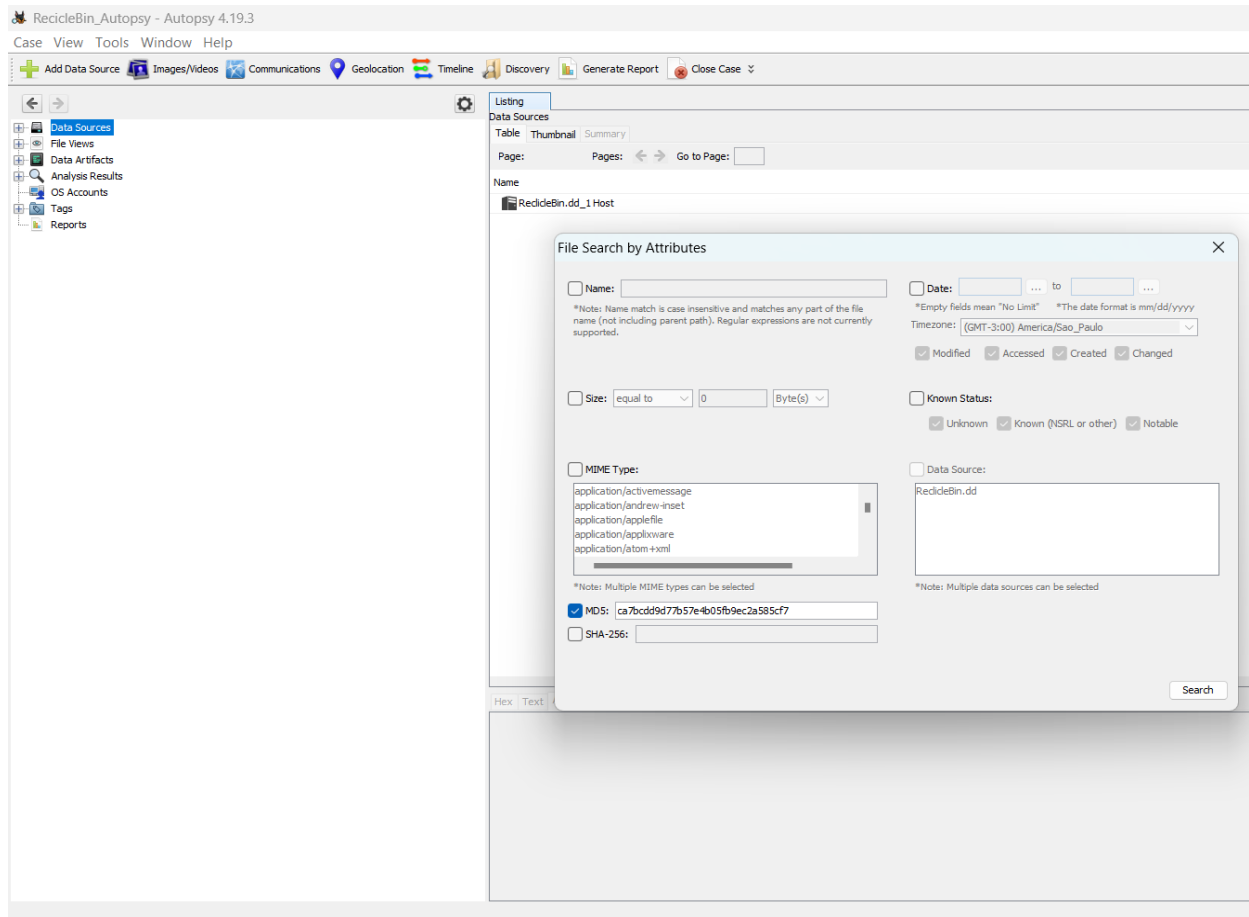 RecicleBin_Autopsy - Autopsy 4.19.3
Case View Tools Window Help
Add Data Source Images/Videos Communications Geolocation Timeline Discovery Generate Report Close Case
Listing
Data Sources
Data Sources
File Views
Data Artifacts
Analysis Results
OS Accounts
Tags
Reports
Table Thumbnail Summary
Page: Pages: Go to Page:
Name
RecicleBin.dd_1 Host
File Search by Attributes
Name:
*Note: Name match is case insensitive and matches any part of the file
name (not including parent path). Regular expressions are not currently
supported.
Date: ... to ...
*Empty fields mean "No Limit" *The date format is mm/dd/yyyy
Timezone: (GMT-3:00) America/Sao_Paulo
Modified Accessed Created Changed
Size: equal to 0 Byte(s)
Known Status:
Unknown Known (NSRL or other) Notable
MIME Type:
application/activemessage
application/andrew-inset
application/applefile
application/applixware
application/atom+xml
*Note: Multiple MIME types can be selected
Data Source:
RecicleBin.dd
*Note: Multiple data sources can be selected
MD5: ca7bcdd9d77b57e4b05fb9ec2a585cf7
SHA-256:
Search
Hex Text